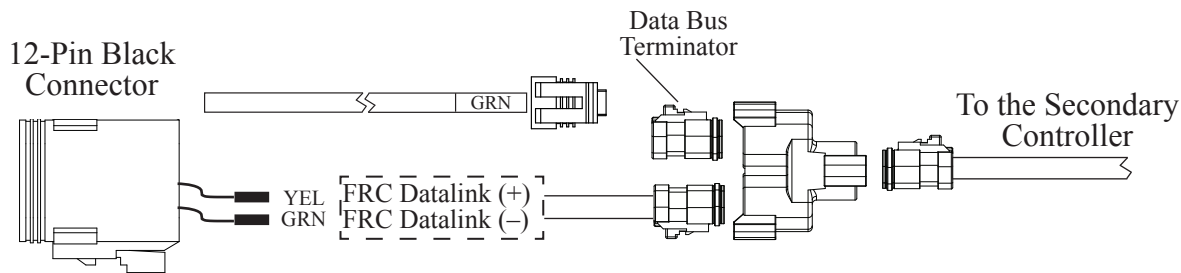 Data Bus
Terminator
12-Pin Black
Connector
GRN
To the Secondary
Controller
YEL FRC Datalink (+)
GRN FRC Datalink (–)